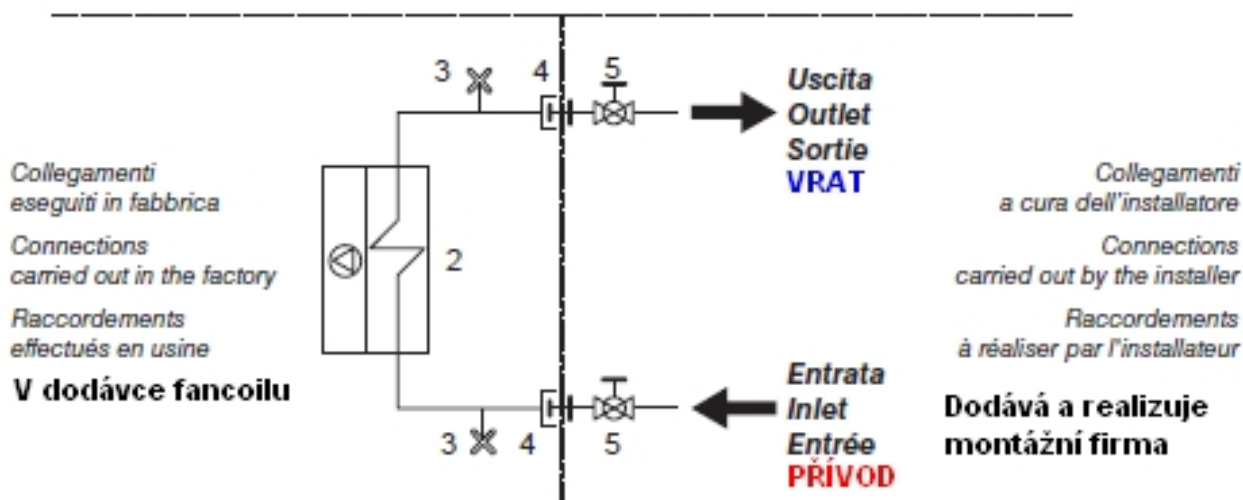 3
4
5
Uscita
Outlet
Sortie
VRAT
Collegamenti
eseguiti in fabbrica
Connections
carried out in the factory
Raccordements
effectués en usine
V dodávce fancoilu
2
Collegamenti
a cura dell'installatore
Connections
carried out by the installer
Raccordements
à réaliser par l'installateur
Dodává a realizuje
montážní firma
Entrata
Inlet
Entrée
PŘÍVOD
3
4
5